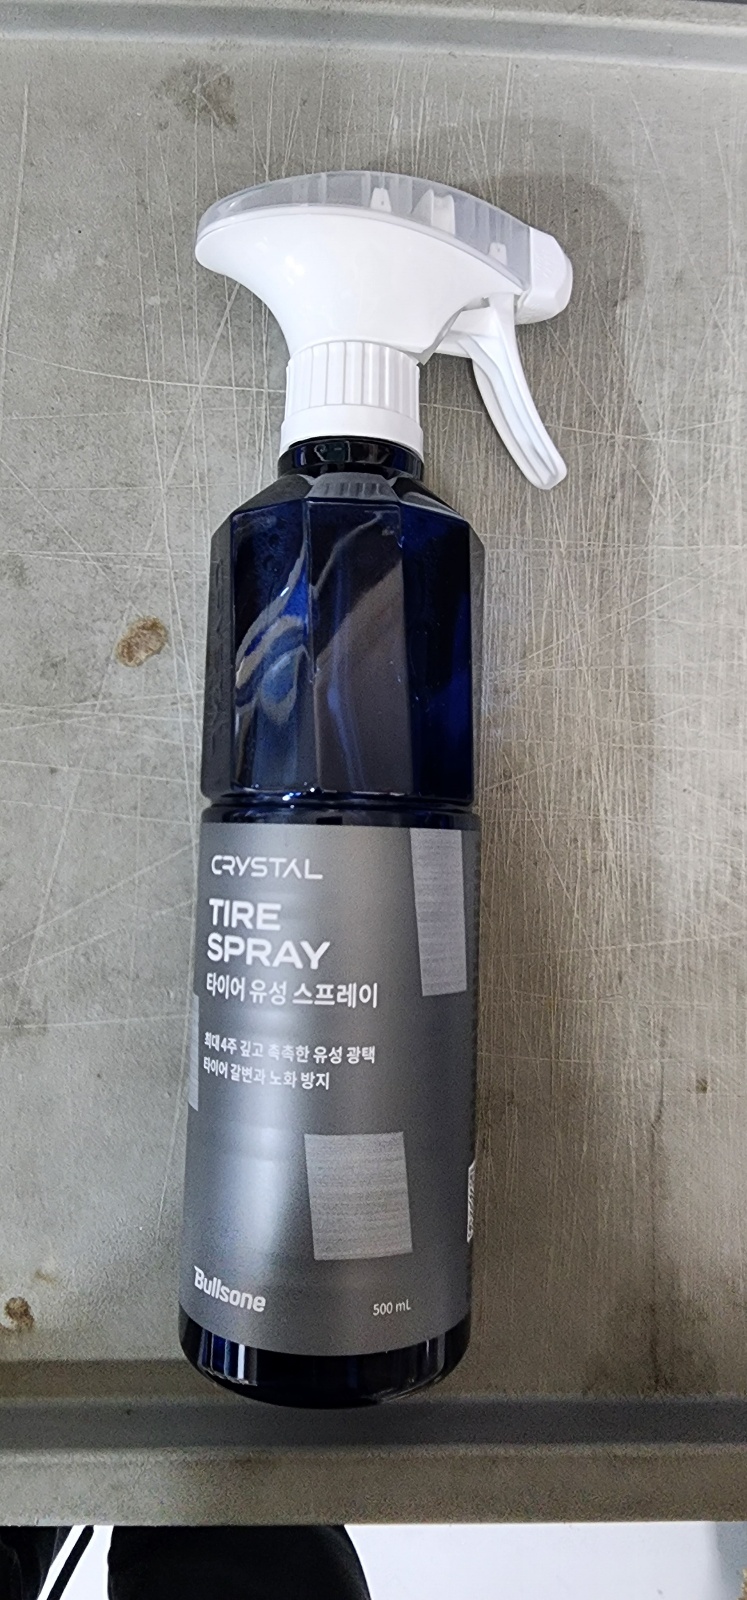 CRYSTAL
TIRE
SPRAY
타이어 유성 스프레이
최대 4주 깊고 촉촉한 유성 광택
타이어 갈변과 노화 방지
Bullsone
500 mL